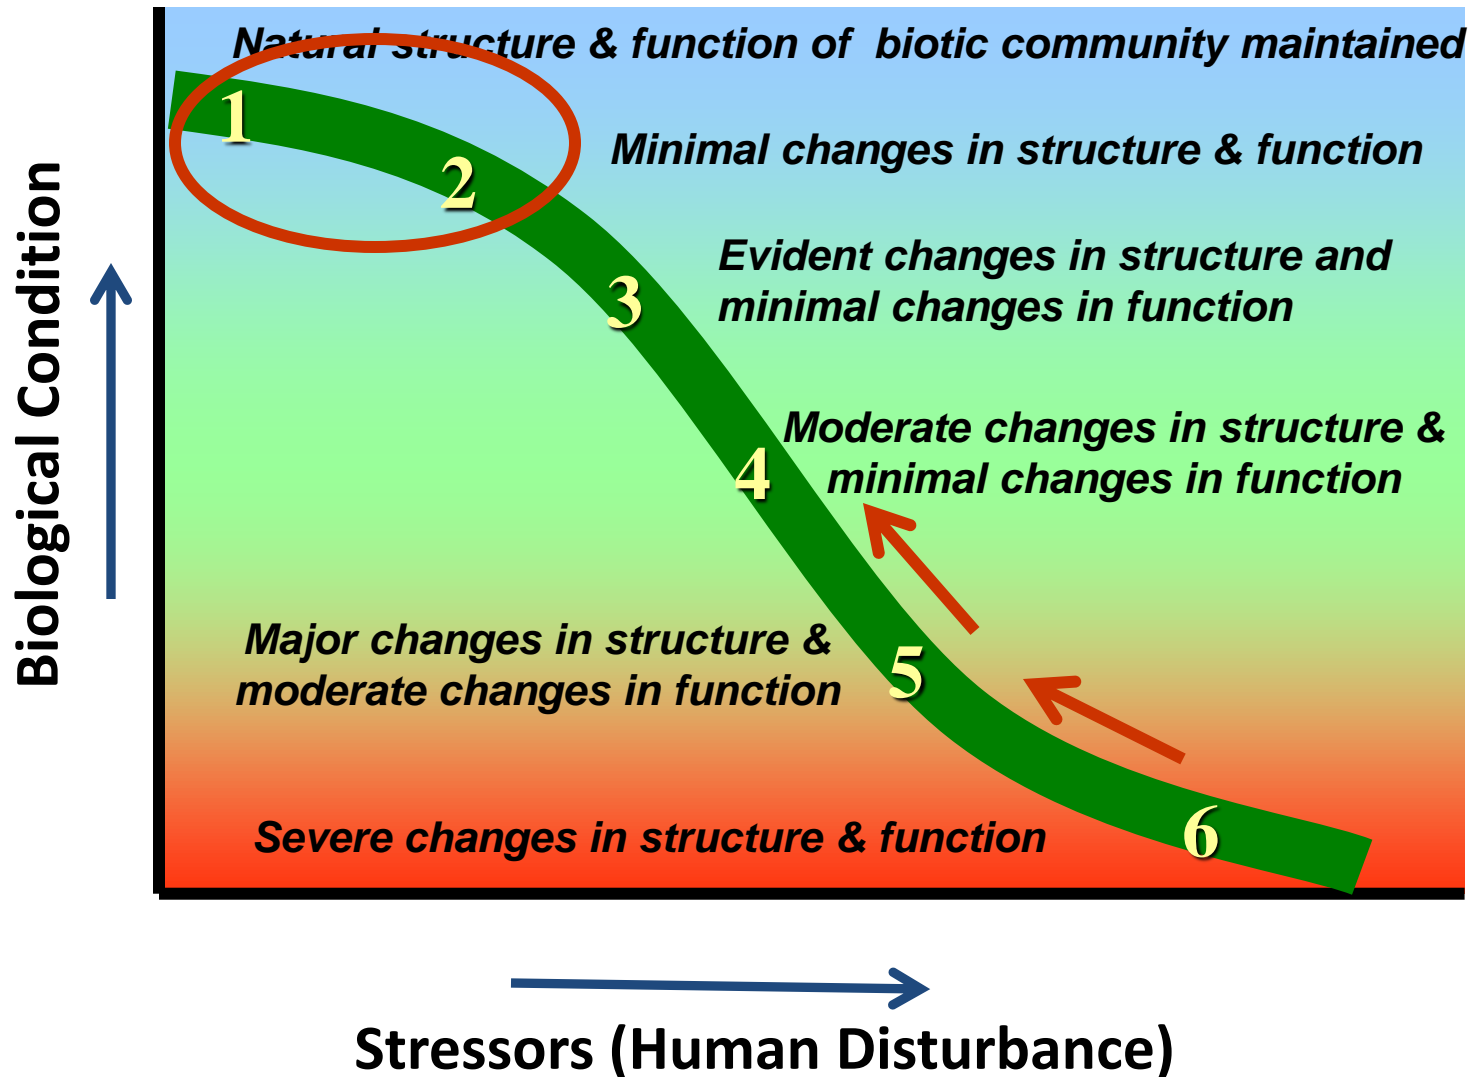 Natural structure & function of biotic community maintained
1
Minimal changes in structure & function
2
Evident changes in structure and
minimal changes in function
3
Moderate changes in structure &
minimal changes in function
4
Major changes in structure &
moderate changes in function
5
Severe changes in structure & function
6
Biological Condition
Stressors (Human Disturbance)